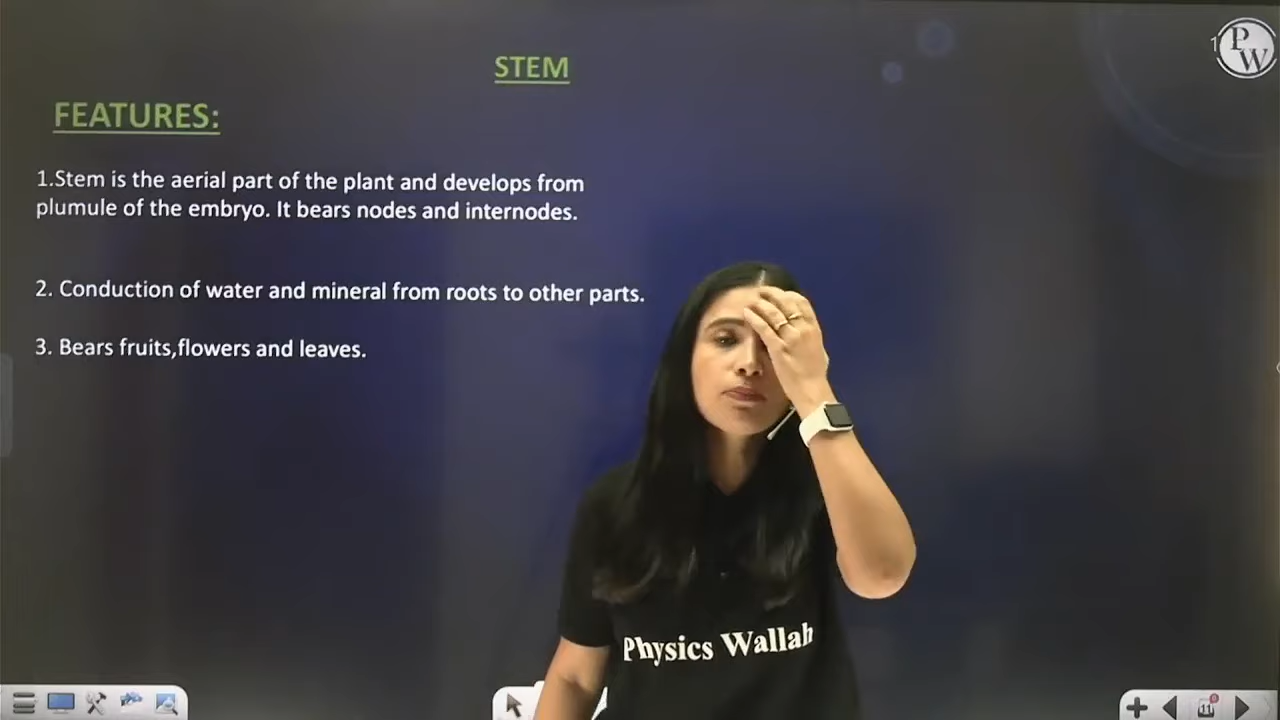 STEM
FEATURES:
1.Stem is the aerial part of the plant and develops from
plumule of the embryo. It bears nodes and internodes.
2. Conduction of water and mineral from roots to other parts.
3. Bears fruits,flowers and leaves.
Physics Wallah
PW
11